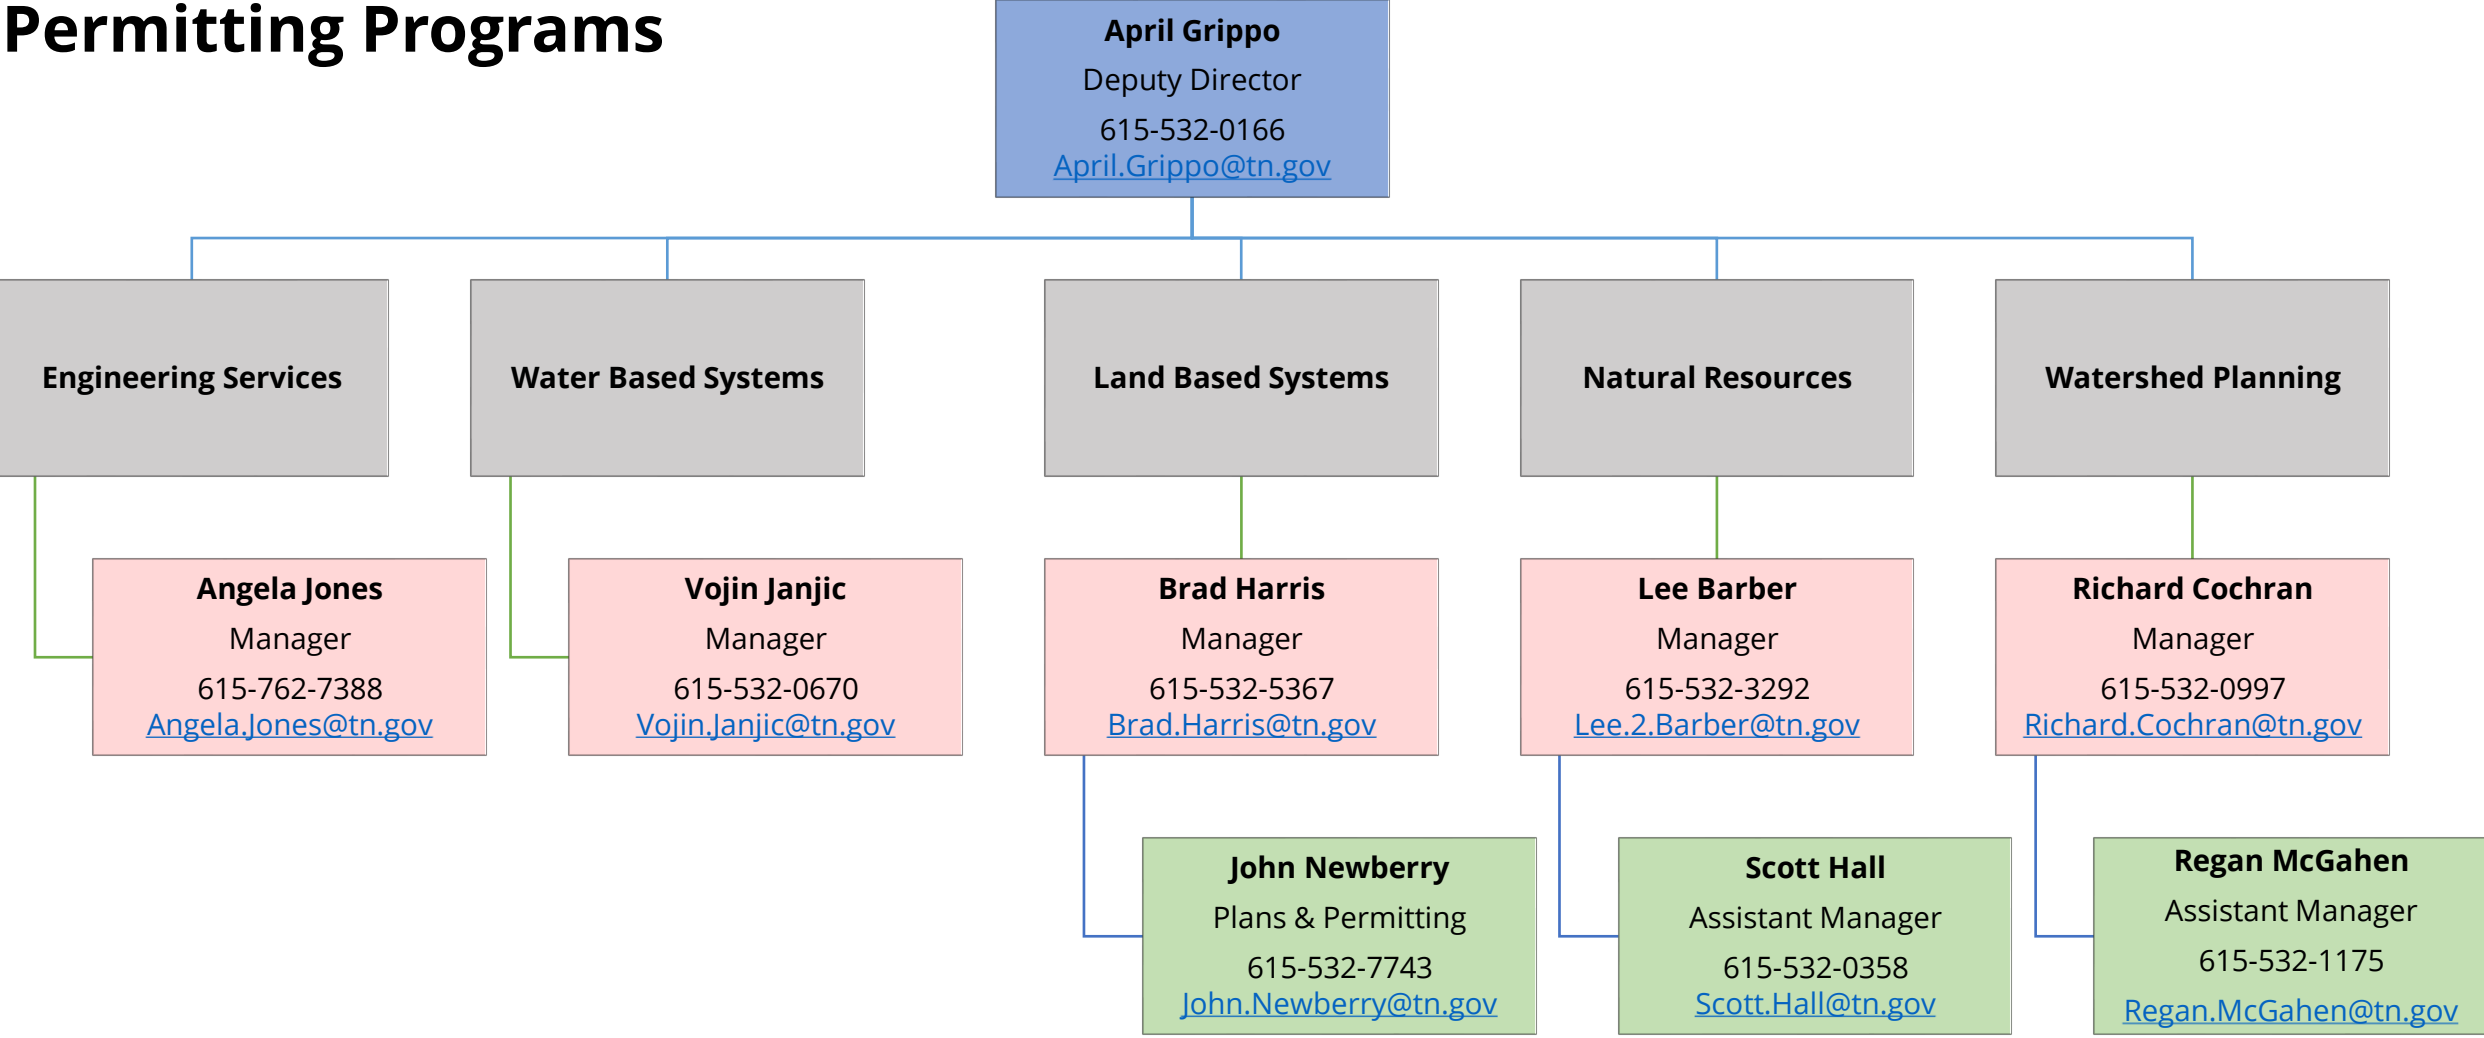 Permitting Programs
April Grippo
Deputy Director
615-532-0166
April.Grippo@tn.gov
Engineering Services
Water Based Systems
Land Based Systems
Natural Resources
Watershed Planning
Angela Jones
Manager
615-762-7388
Angela.Jones@tn.gov
Vojin Janjic
Manager
615-532-0670
Vojin.Janjic@tn.gov
Brad Harris
Manager
615-532-5367
Brad.Harris@tn.gov
Lee Barber
Manager
615-532-3292
Lee.2.Barber@tn.gov
Richard Cochran
Manager
615-532-0997
Richard.Cochran@tn.gov
John Newberry
Plans & Permitting
615-532-7743
John.Newberry@tn.gov
Scott Hall
Assistant Manager
615-532-0358
Scott.Hall@tn.gov
Regan McGahen
Assistant Manager
615-532-1175
Regan.McGahen@tn.gov